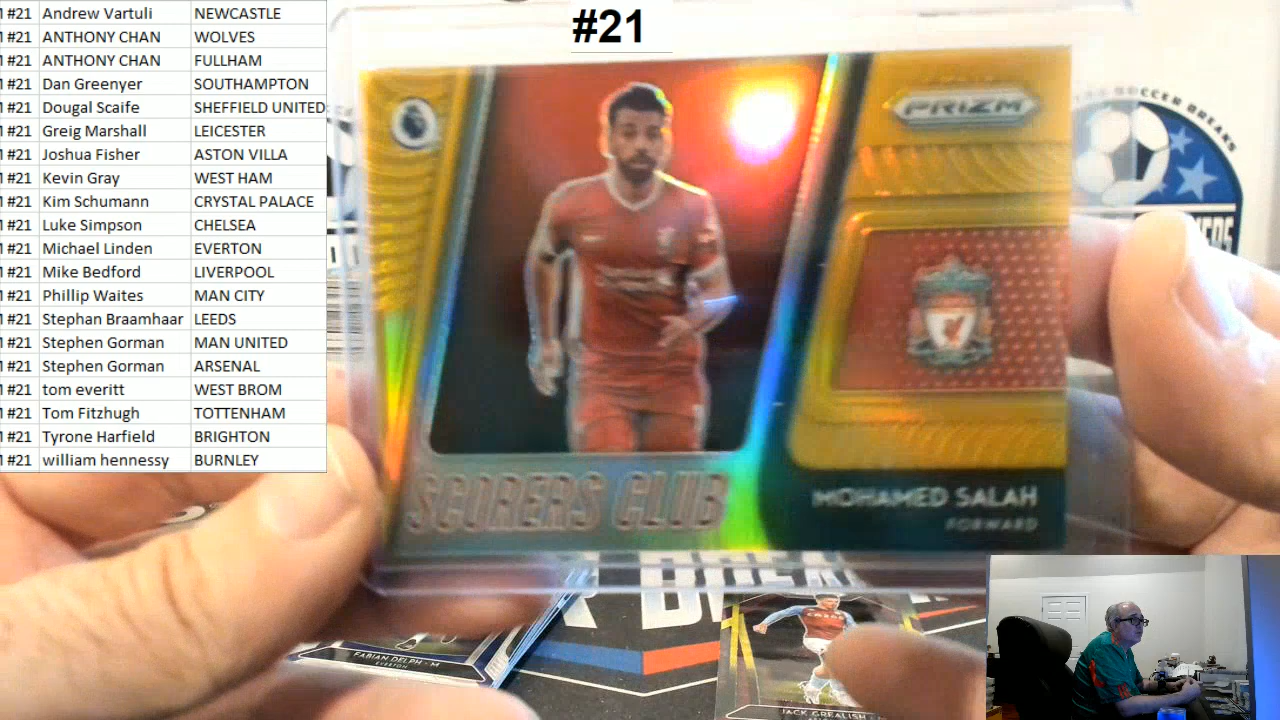 #21 Andrew Vartuli NEWCASTLE
#21 ANTHONY CHAN WOLVES
#21 ANTHONY CHAN FULLHAM
#21 Dan Greenyer SOUTHAMPTON
#21 Dougal Scaife SHEFFIELD UNITED
#21 Greig Marshall LEICESTER
#21 Joshua Fisher ASTON VILLA
#21 Kevin Gray WEST HAM
#21 Kim Schumann CRYSTAL PALACE
#21 Luke Simpson CHELSEA
#21 Michael Linden EVERTON
#21 Mike Bedford LIVERPOOL
#21 Phillip Waites MAN CITY
#21 Stephan Braamhaar LEEDS
#21 Stephen Gorman MAN UNITED
#21 Stephen Gorman ARSENAL
#21 tom everitt WEST BROM
#21 Tom Fitzhugh TOTTENHAM
#21 Tyrone Harfield BRIGHTON
#21 william hennessy BURNLEY
#21
PRIZM
SOCCER BREAKS
SCORERS CLUB
MOHAMED SALAH
FORWARD
FABIAN DELPH - M
EVERTON
JACK GREALISH